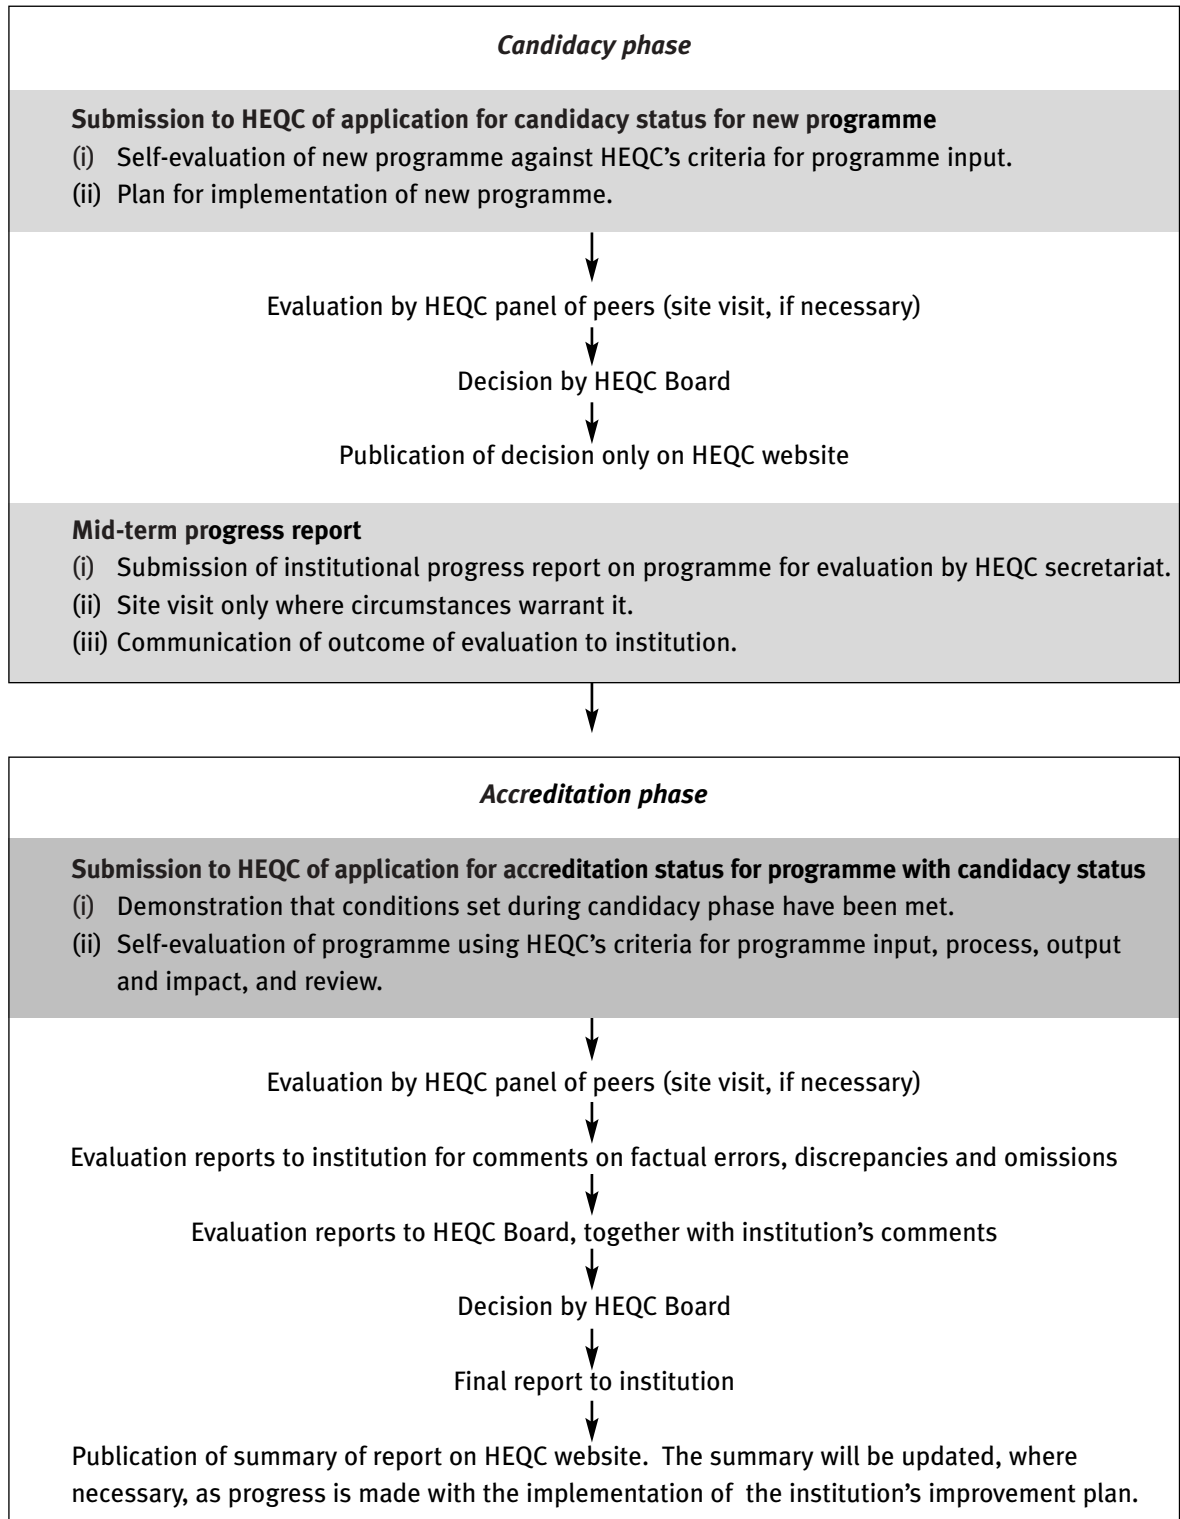 Candidacy phase
Submission to HEQC of application for candidacy status for new programme
(i) Self-evaluation of new programme against HEQC’s criteria for programme input.
(ii) Plan for implementation of new programme.
Evaluation by HEQC panel of peers (site visit, if necessary)
Decision by HEQC Board
Publication of decision only on HEQC website
Mid-term progress report
(i) Submission of institutional progress report on programme for evaluation by HEQC secretariat.
(ii) Site visit only where circumstances warrant it.
(iii) Communication of outcome of evaluation to institution.
Accreditation phase
Submission to HEQC of application for accreditation status for programme with candidacy status
(i) Demonstration that conditions set during candidacy phase have been met.
(ii) Self-evaluation of programme using HEQC’s criteria for programme input, process, output
and impact, and review.
Evaluation by HEQC panel of peers (site visit, if necessary)
Evaluation reports to institution for comments on factual errors, discrepancies and omissions
Evaluation reports to HEQC Board, together with institution’s comments
Decision by HEQC Board
Final report to institution
Publication of summary of report on HEQC website. The summary will be updated, where
necessary, as progress is made with the implementation of the institution’s improvement plan.